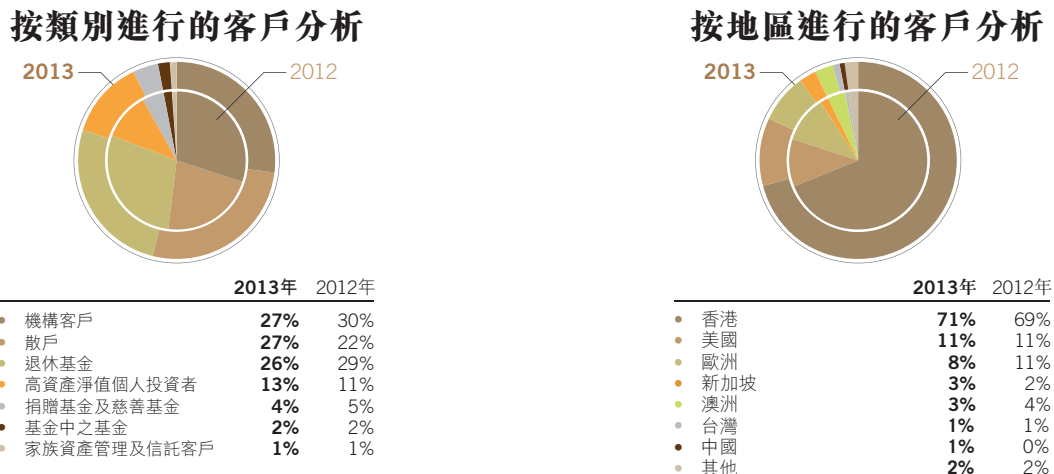 按類別進行的客戶分析
2013
2012
2013年 2012年
機構客戶 27% 30%
散戶 27% 22%
退休基金 26% 29%
高資產淨值個人投資者 13% 11%
捐贈基金及慈善基金 4% 5%
基金中之基金 2% 2%
家族資產管理及信託客戶 1% 1%
按地區進行的客戶分析
2013
2012
2013年 2012年
香港 71% 69%
美國 11% 11%
歐洲 8% 11%
新加坡 3% 2%
澳洲 3% 4%
台灣 1% 1%
中國 1% 0%
其他 2% 2%